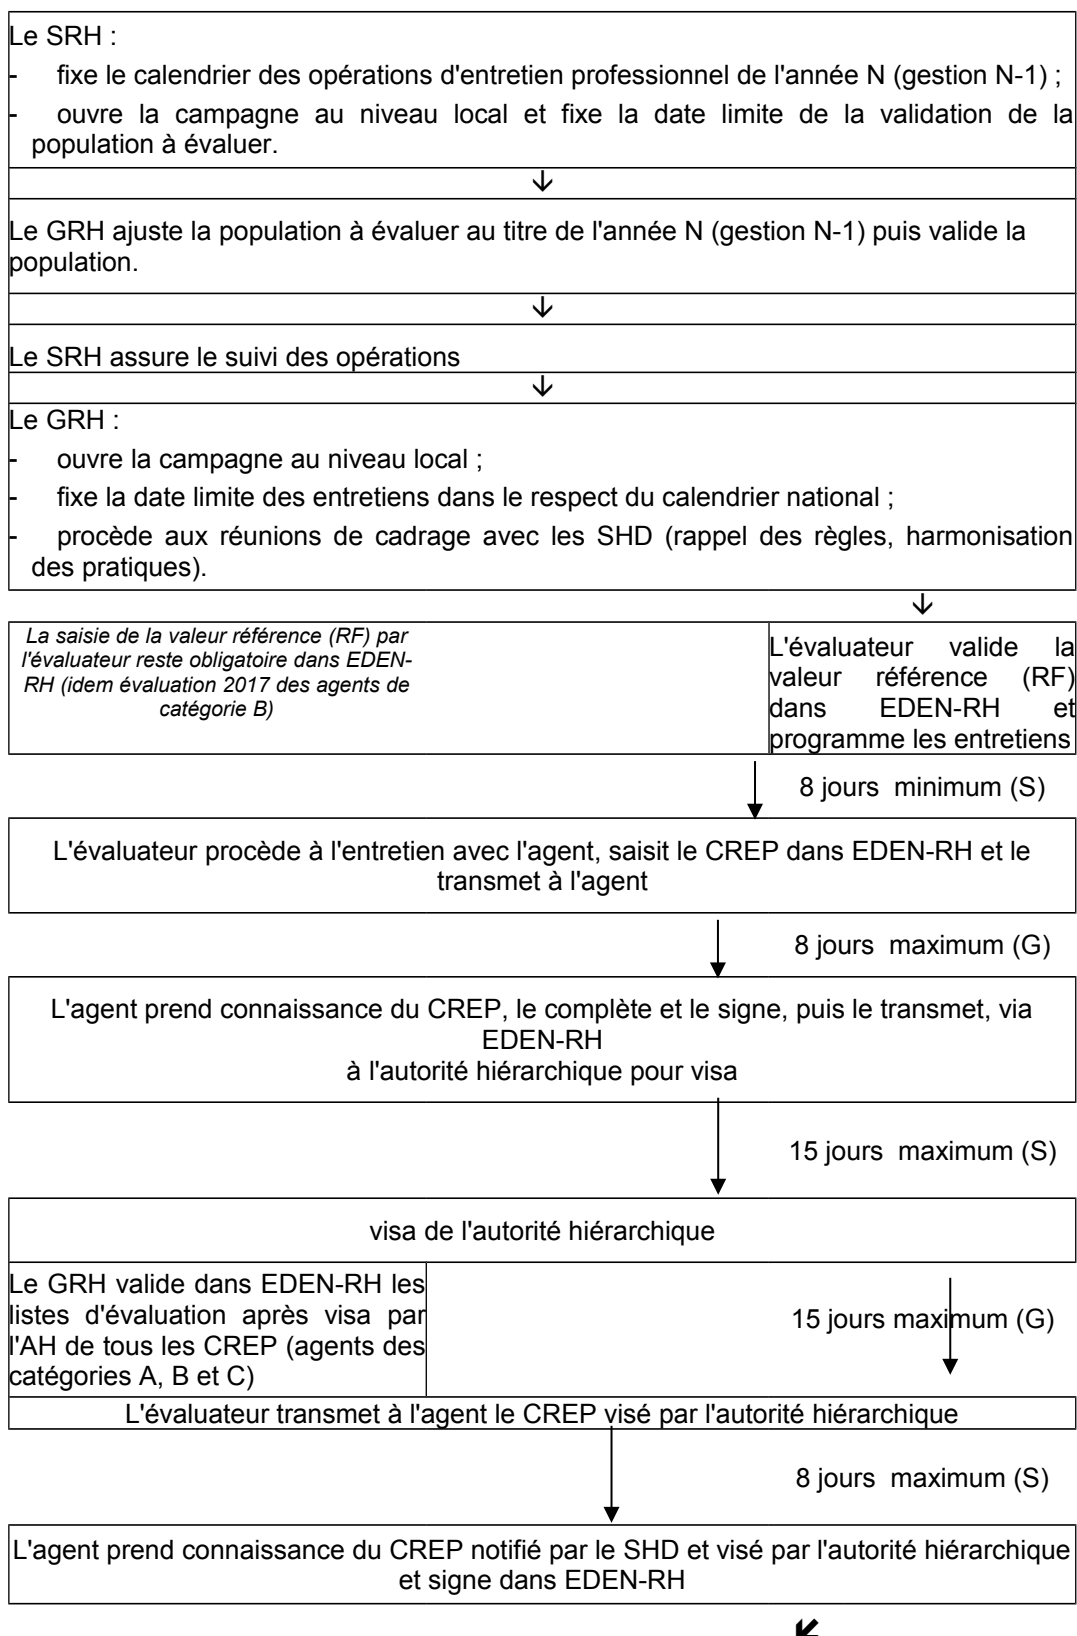 Le SRH :
- fixe le calendrier des opérations d'entretien professionnel de l'année N (gestion N-1) ;
- ouvre la campagne au niveau local et fixe la date limite de la validation de la
population à évaluer.
Le GRH ajuste la population à évaluer au titre de l'année N (gestion N-1) puis valide la
population.
Le SRH assure le suivi des opérations
Le GRH :
- ouvre la campagne au niveau local ;
- fixe la date limite des entretiens dans le respect du calendrier national ;
- procède aux réunions de cadrage avec les SHD (rappel des règles, harmonisation
des pratiques).
La saisie de la valeur référence (RF) par
l'évaluateur reste obligatoire dans EDEN-
RH (idem évaluation 2017 des agents de
catégorie B)
L'évaluateur valide la
valeur référence (RF)
dans EDEN-RH et
programme les entretiens
8 jours minimum (S)
L'évaluateur procède à l'entretien avec l'agent, saisit le CREP dans EDEN-RH et le
transmet à l'agent
8 jours maximum (G)
L'agent prend connaissance du CREP, le complète et le signe, puis le transmet, via
EDEN-RH
à l'autorité hiérarchique pour visa
15 jours maximum (S)
visa de l'autorité hiérarchique
Le GRH valide dans EDEN-RH les
listes d'évaluation après visa par
l'AH de tous les CREP (agents des
catégories A, B et C)
15 jours maximum (G)
L'évaluateur transmet à l'agent le CREP visé par l'autorité hiérarchique
8 jours maximum (S)
L'agent prend connaissance du CREP notifié par le SHD et visé par l'autorité hiérarchique
et signe dans EDEN-RH